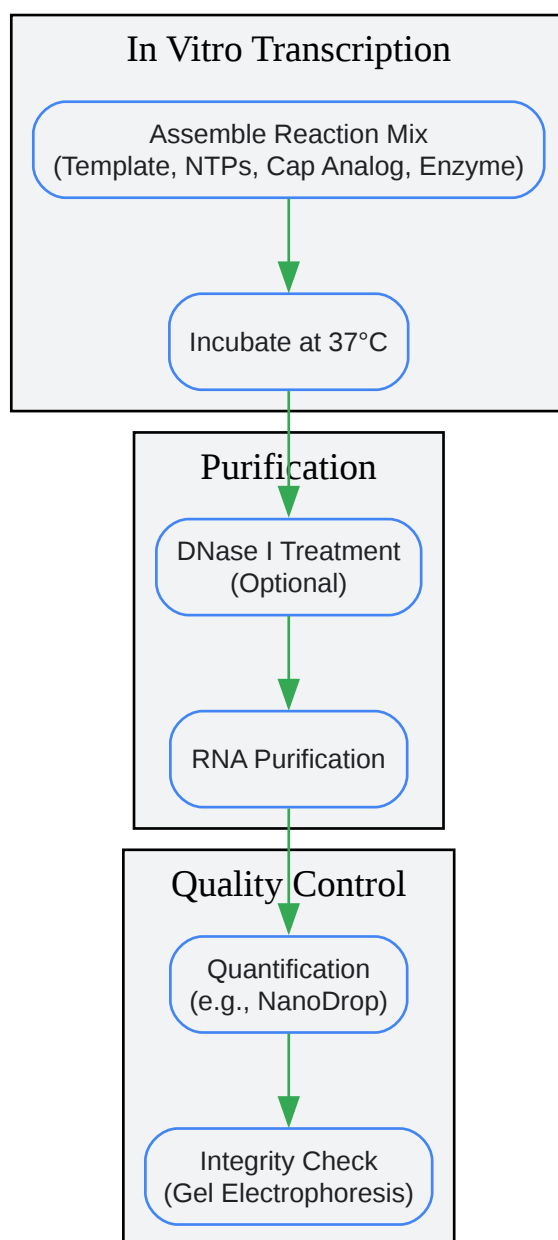 In Vitro Transcription
Assemble Reaction Mix
(Template, NTPs, Cap Analog, Enzyme)
Incubate at 37°C
Purification
DNase I Treatment
(Optional)
RNA Purification
Quality Control
Quantification
(e.g., NanoDrop)
Integrity Check
(Gel Electrophoresis)